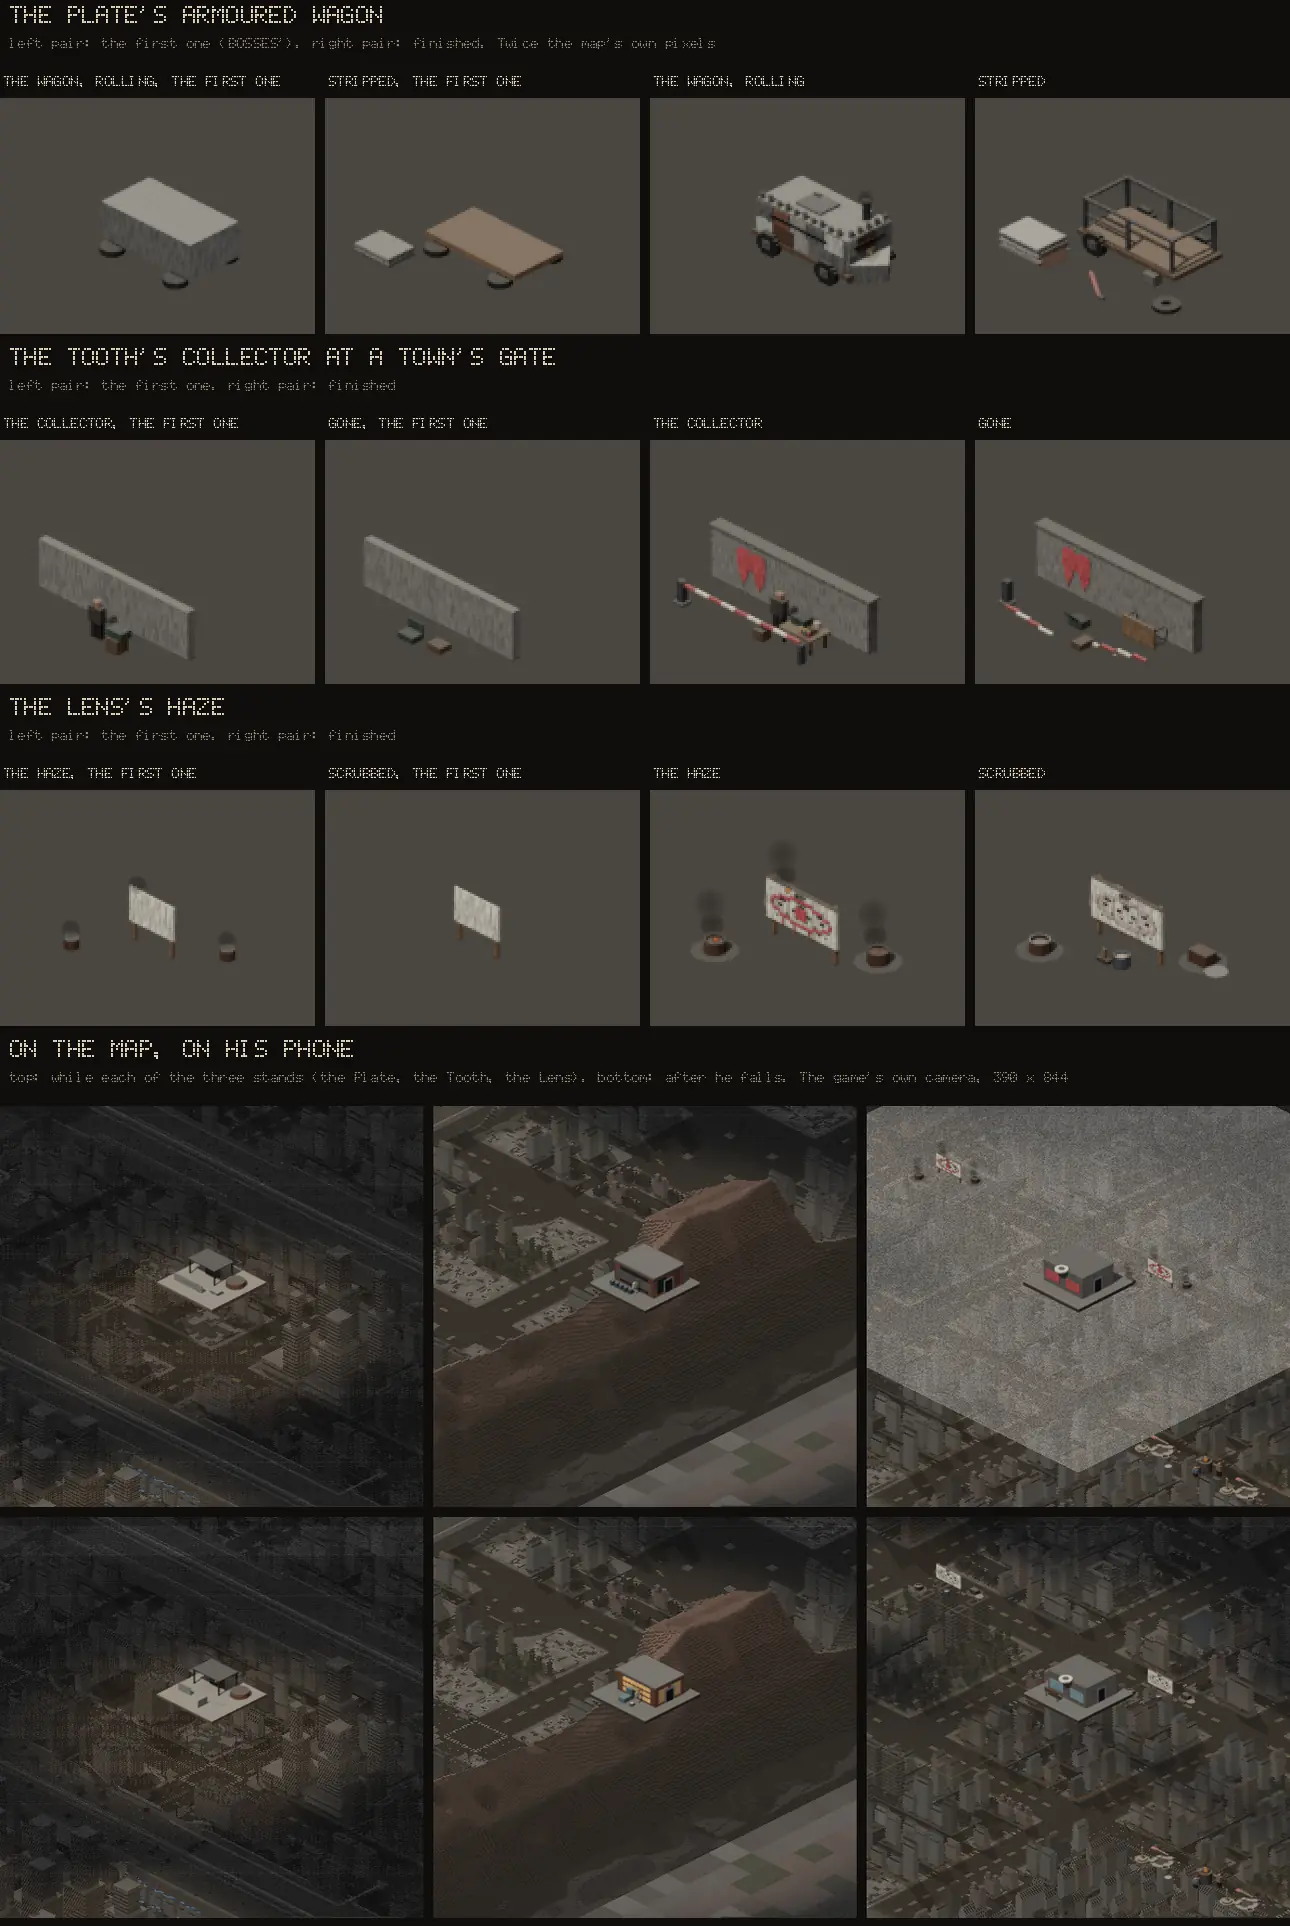 THE PLATE'S ARMOURED WAGON
left pair: the first one (BOSSES'). right pair: finished. Twice the map's own pixels
THE WAGON, ROLLING, THE FIRST ONE
STRIPPED, THE FIRST ONE
THE WAGON, ROLLING
STRIPPED
THE TOOTH'S COLLECTOR AT A TOWN'S GATE
left pair: the first one. right pair: finished
THE COLLECTOR, THE FIRST ONE
GONE, THE FIRST ONE
THE COLLECTOR
GONE
THE LENS'S HAZE
left pair: the first one. right pair: finished
THE HAZE, THE FIRST ONE
SCRUBBED, THE FIRST ONE
THE HAZE
SCRUBBED
ON THE MAP, ON HIS PHONE
top: while each of the three stands (the Plate, the Tooth, the Lens). bottom: after he falls. The game's own camera, 390 x 844